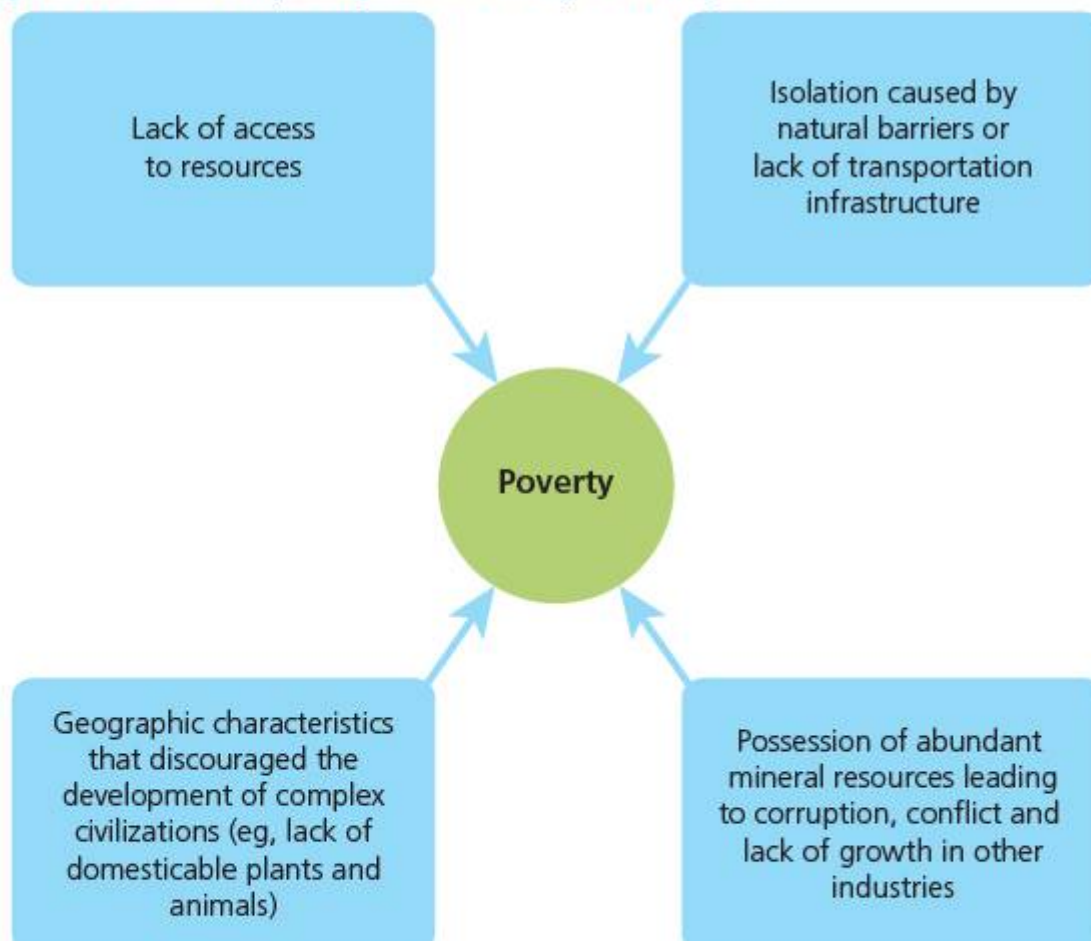 Lack of access
to resources
Isolation caused by
natural barriers or
lack of transportation
infrastructure
Poverty
Geographic characteristics
that discouraged the
development of complex
civilizations (eg, lack of
domesticable plants and
animals)
Possession of abundant
mineral resources leading
to corruption, conflict and
lack of growth in other
industries